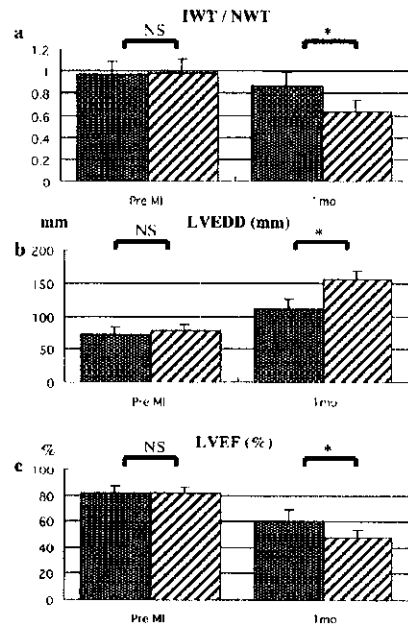 IWT / NWT
a
NS
*
1.2
1
0.8
0.6
0.4
0.2
0
Pre MI
1mo
mm
LVEDD (mm)
b
NS
*
200
150
100
50
0
Pre MI
1mo
%
LVEF (%)
c
NS
*
100
80
60
40
20
0
Pre MI
1mo